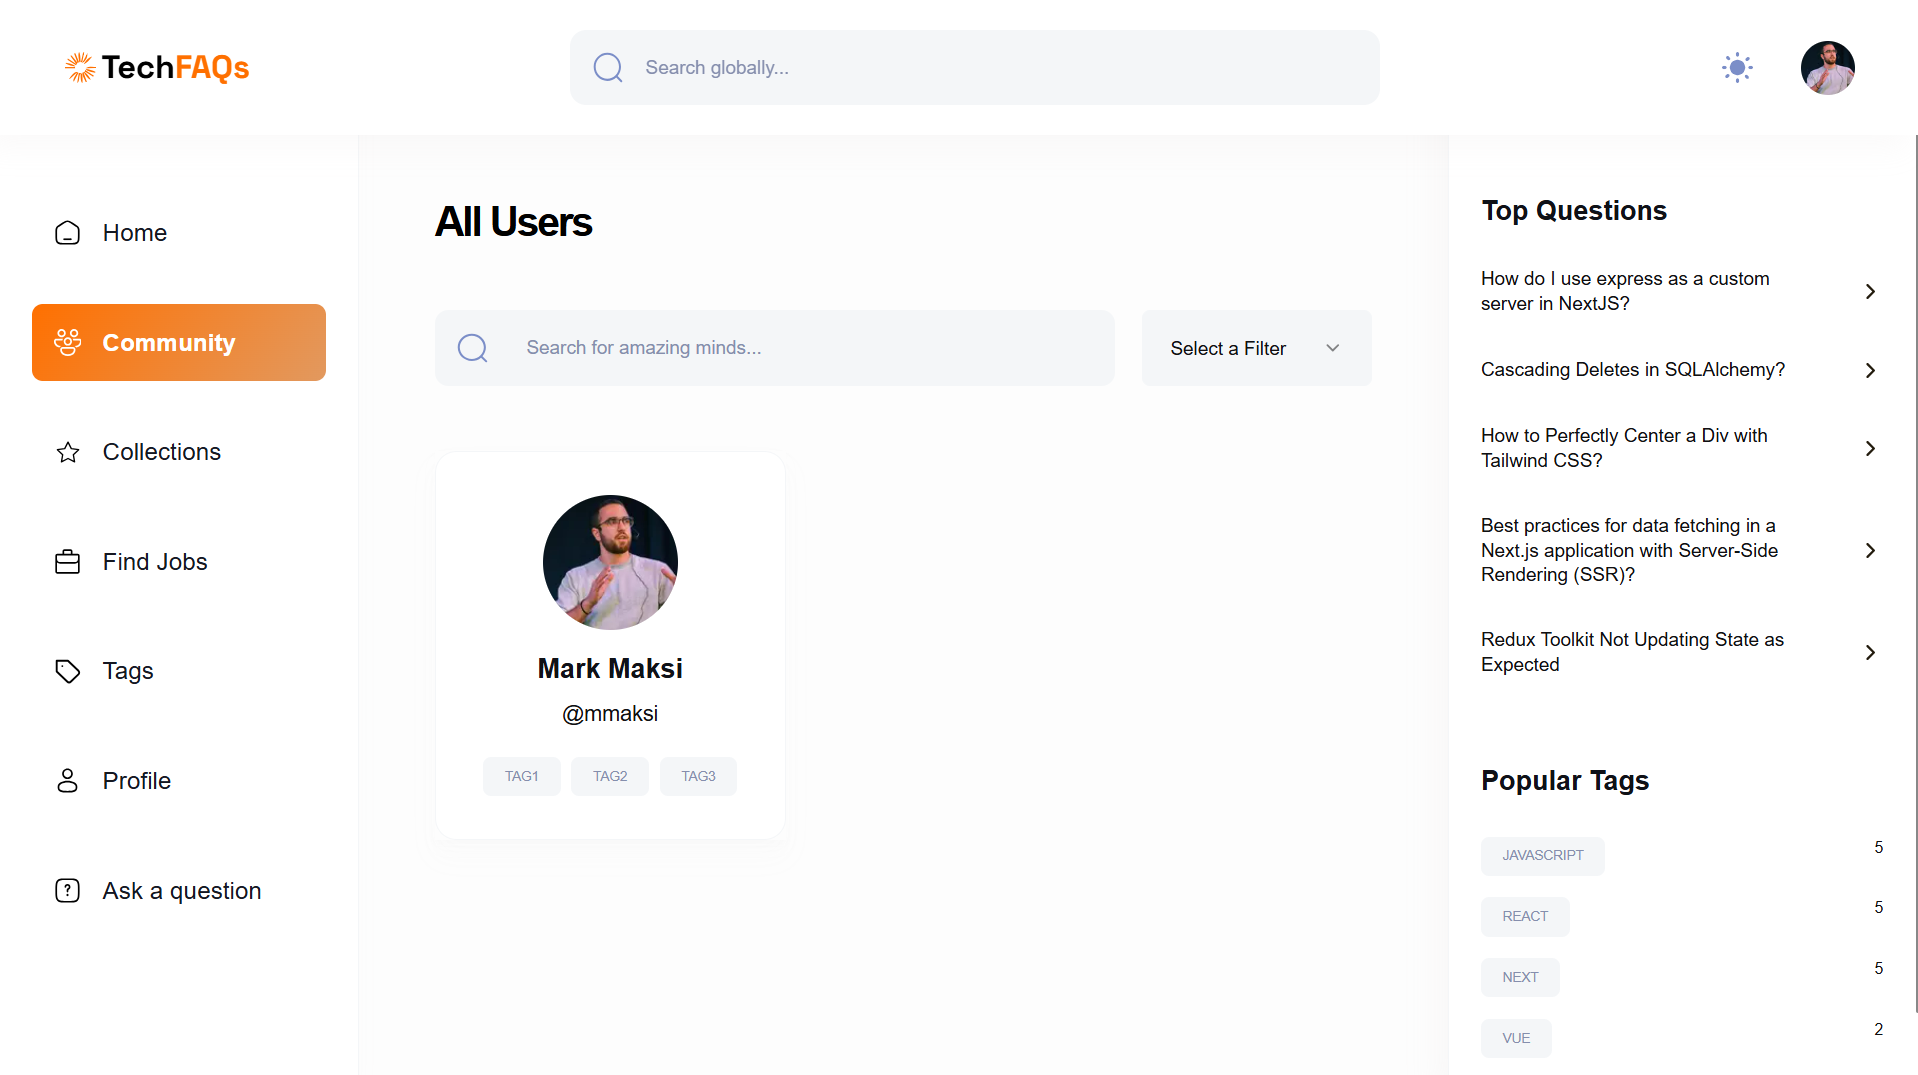 TechFAQs
Search globally...
Home
Community
Collections
Find Jobs
Tags
Profile
Ask a question
All Users
Search for amazing minds...
Select a Filter
Mark Maksi
@mmaksi
TAG1 TAG2 TAG3
Top Questions
How do I use express as a custom
server in NextJS?
Cascading Deletes in SQLAlchemy?
How to Perfectly Center a Div with
Tailwind CSS?
Best practices for data fetching in a
Next.js application with Server-Side
Rendering (SSR)?
Redux Toolkit Not Updating State as
Expected
Popular Tags
JAVASCRIPT 5
REACT 5
NEXT 5
VUE 2